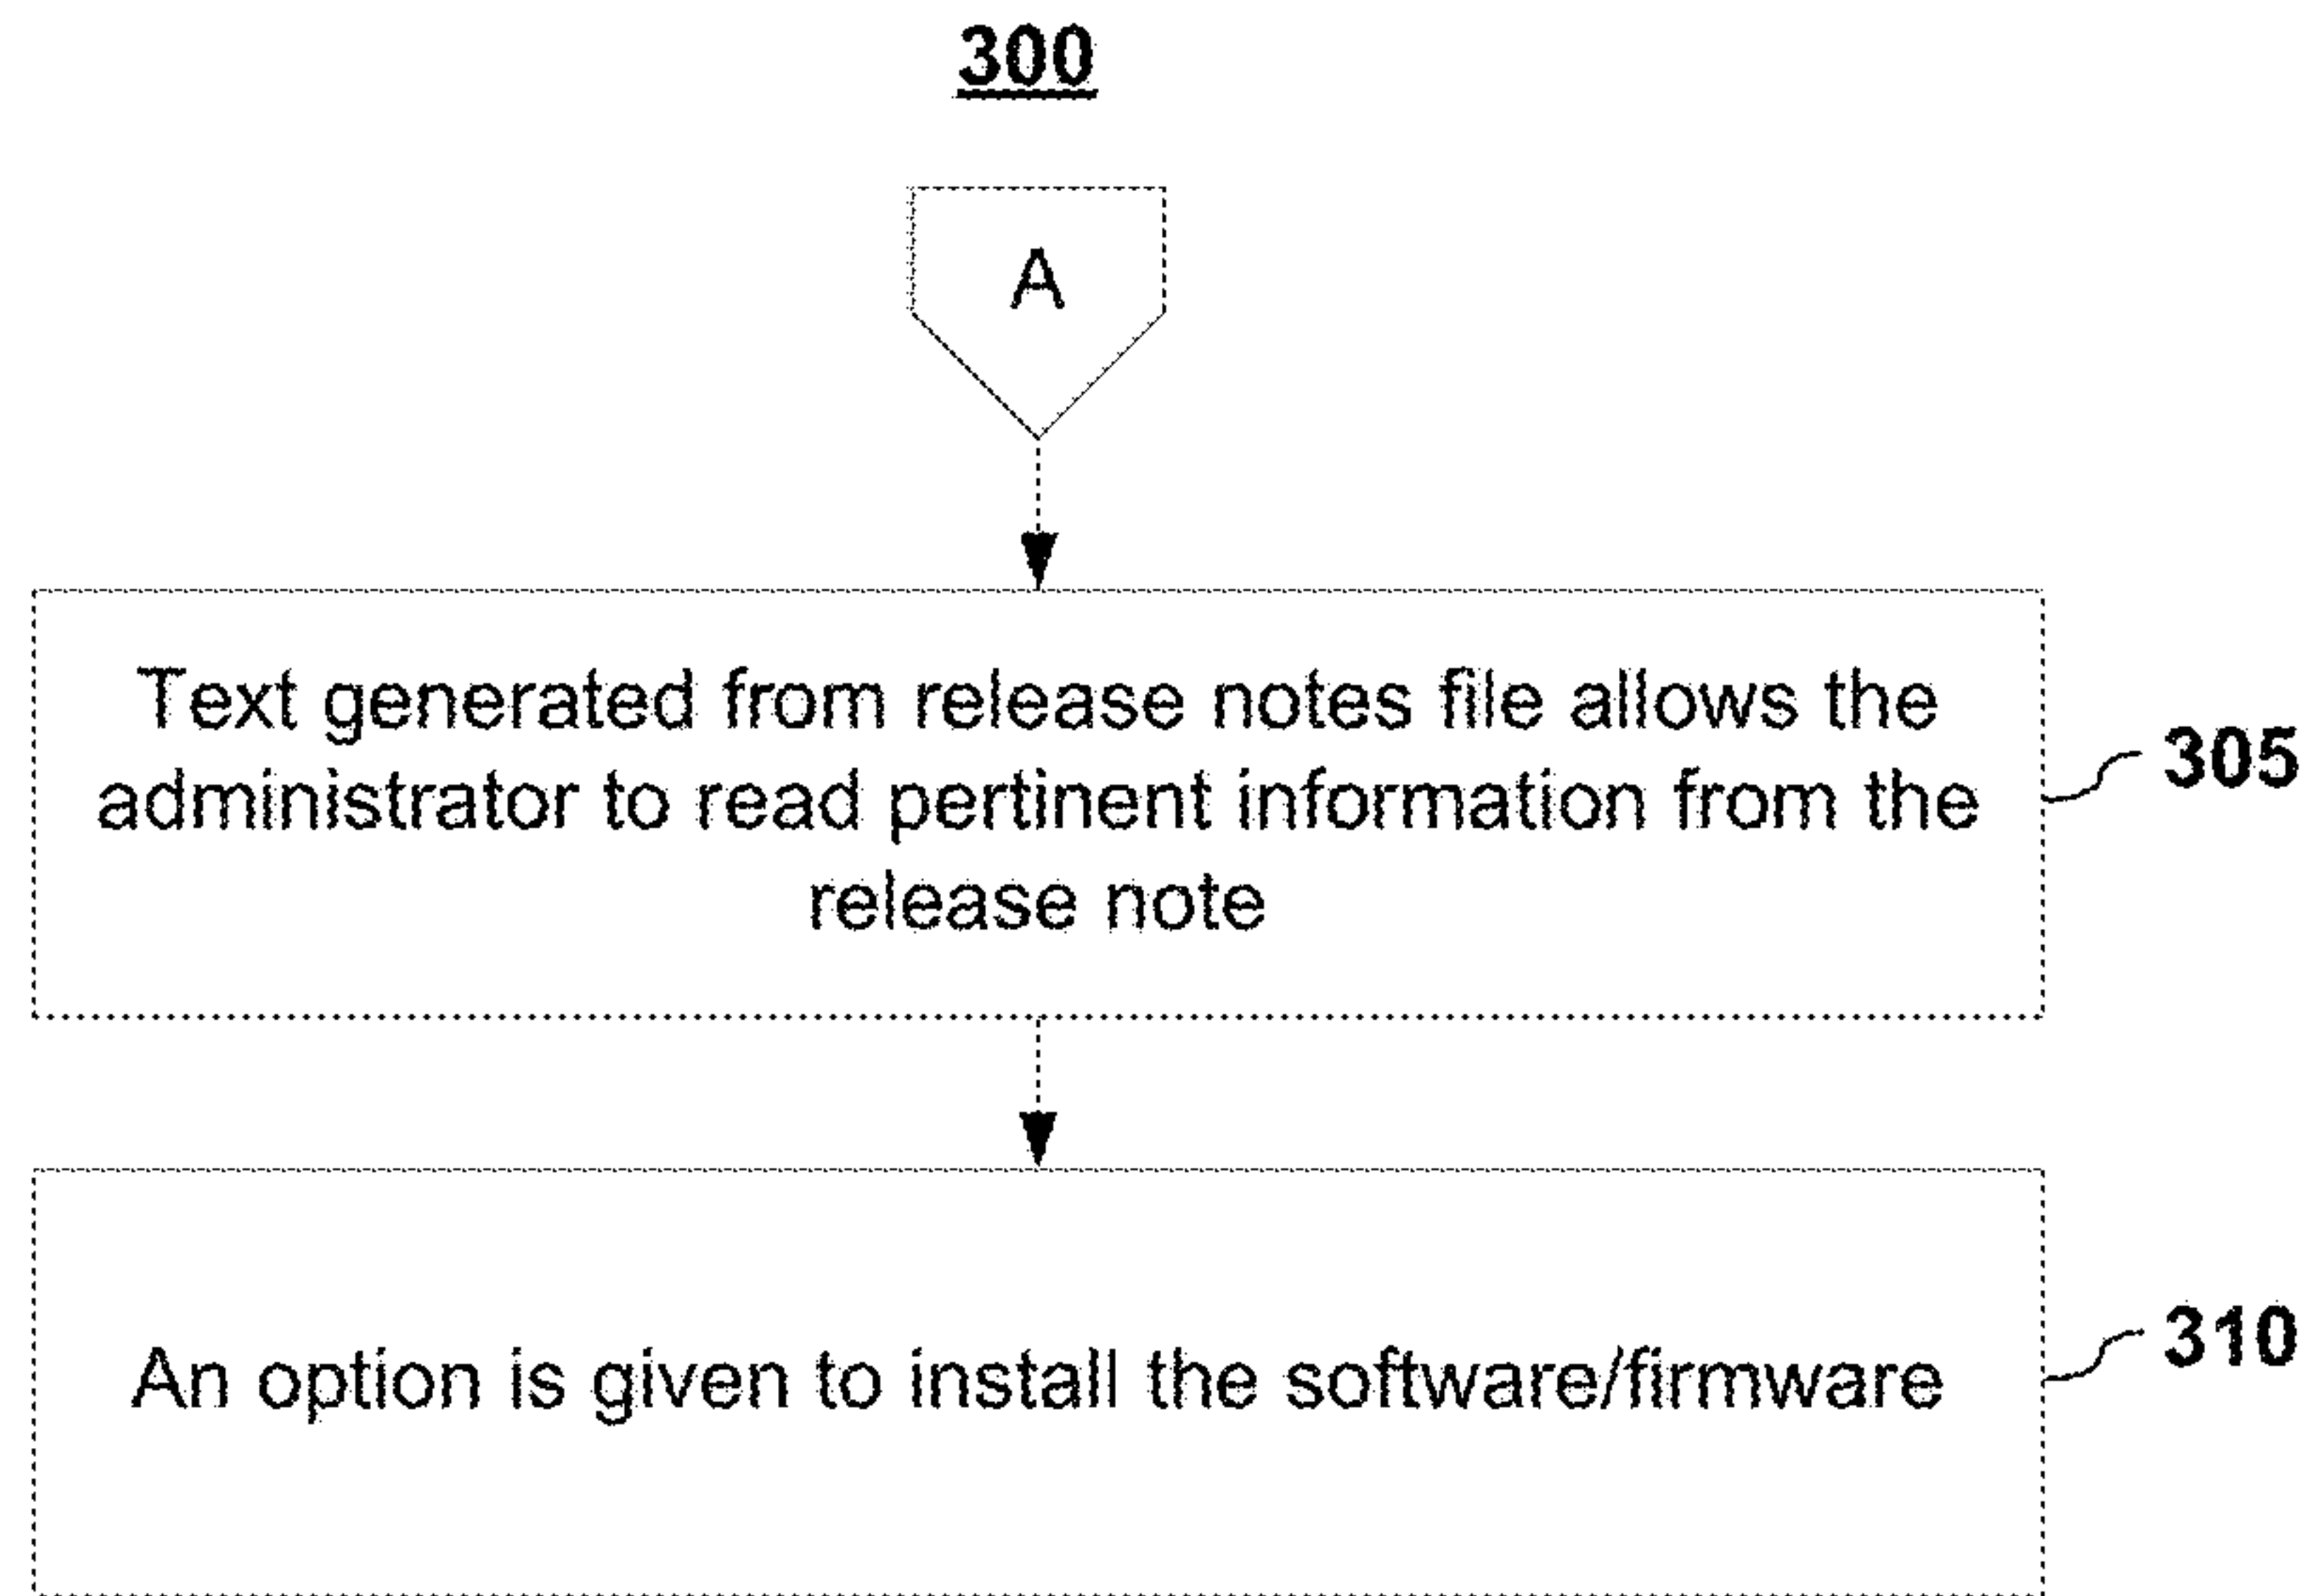 300
A
Text generated from release notes file allows the
administrator to read pertinent information from the
release note
305
An option is given to install the software/firmware
310